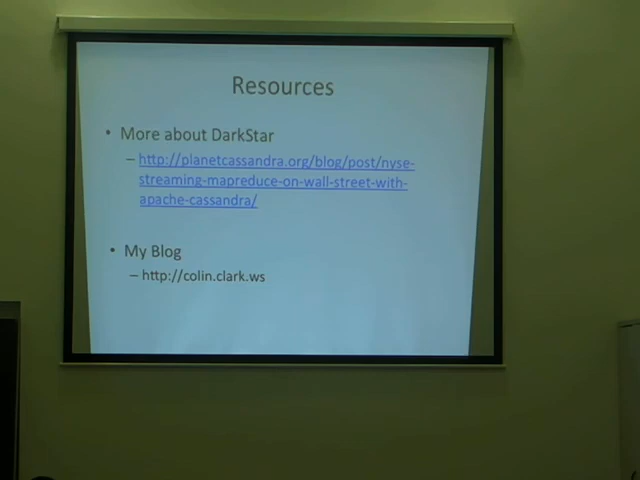 Resources
• More about DarkStar
– http://planetcassandra.org/blog/post/nyse-
streaming-mapreduce-on-wall-street-with-
apache-cassandra/
• My Blog
– http://colin.clark.ws